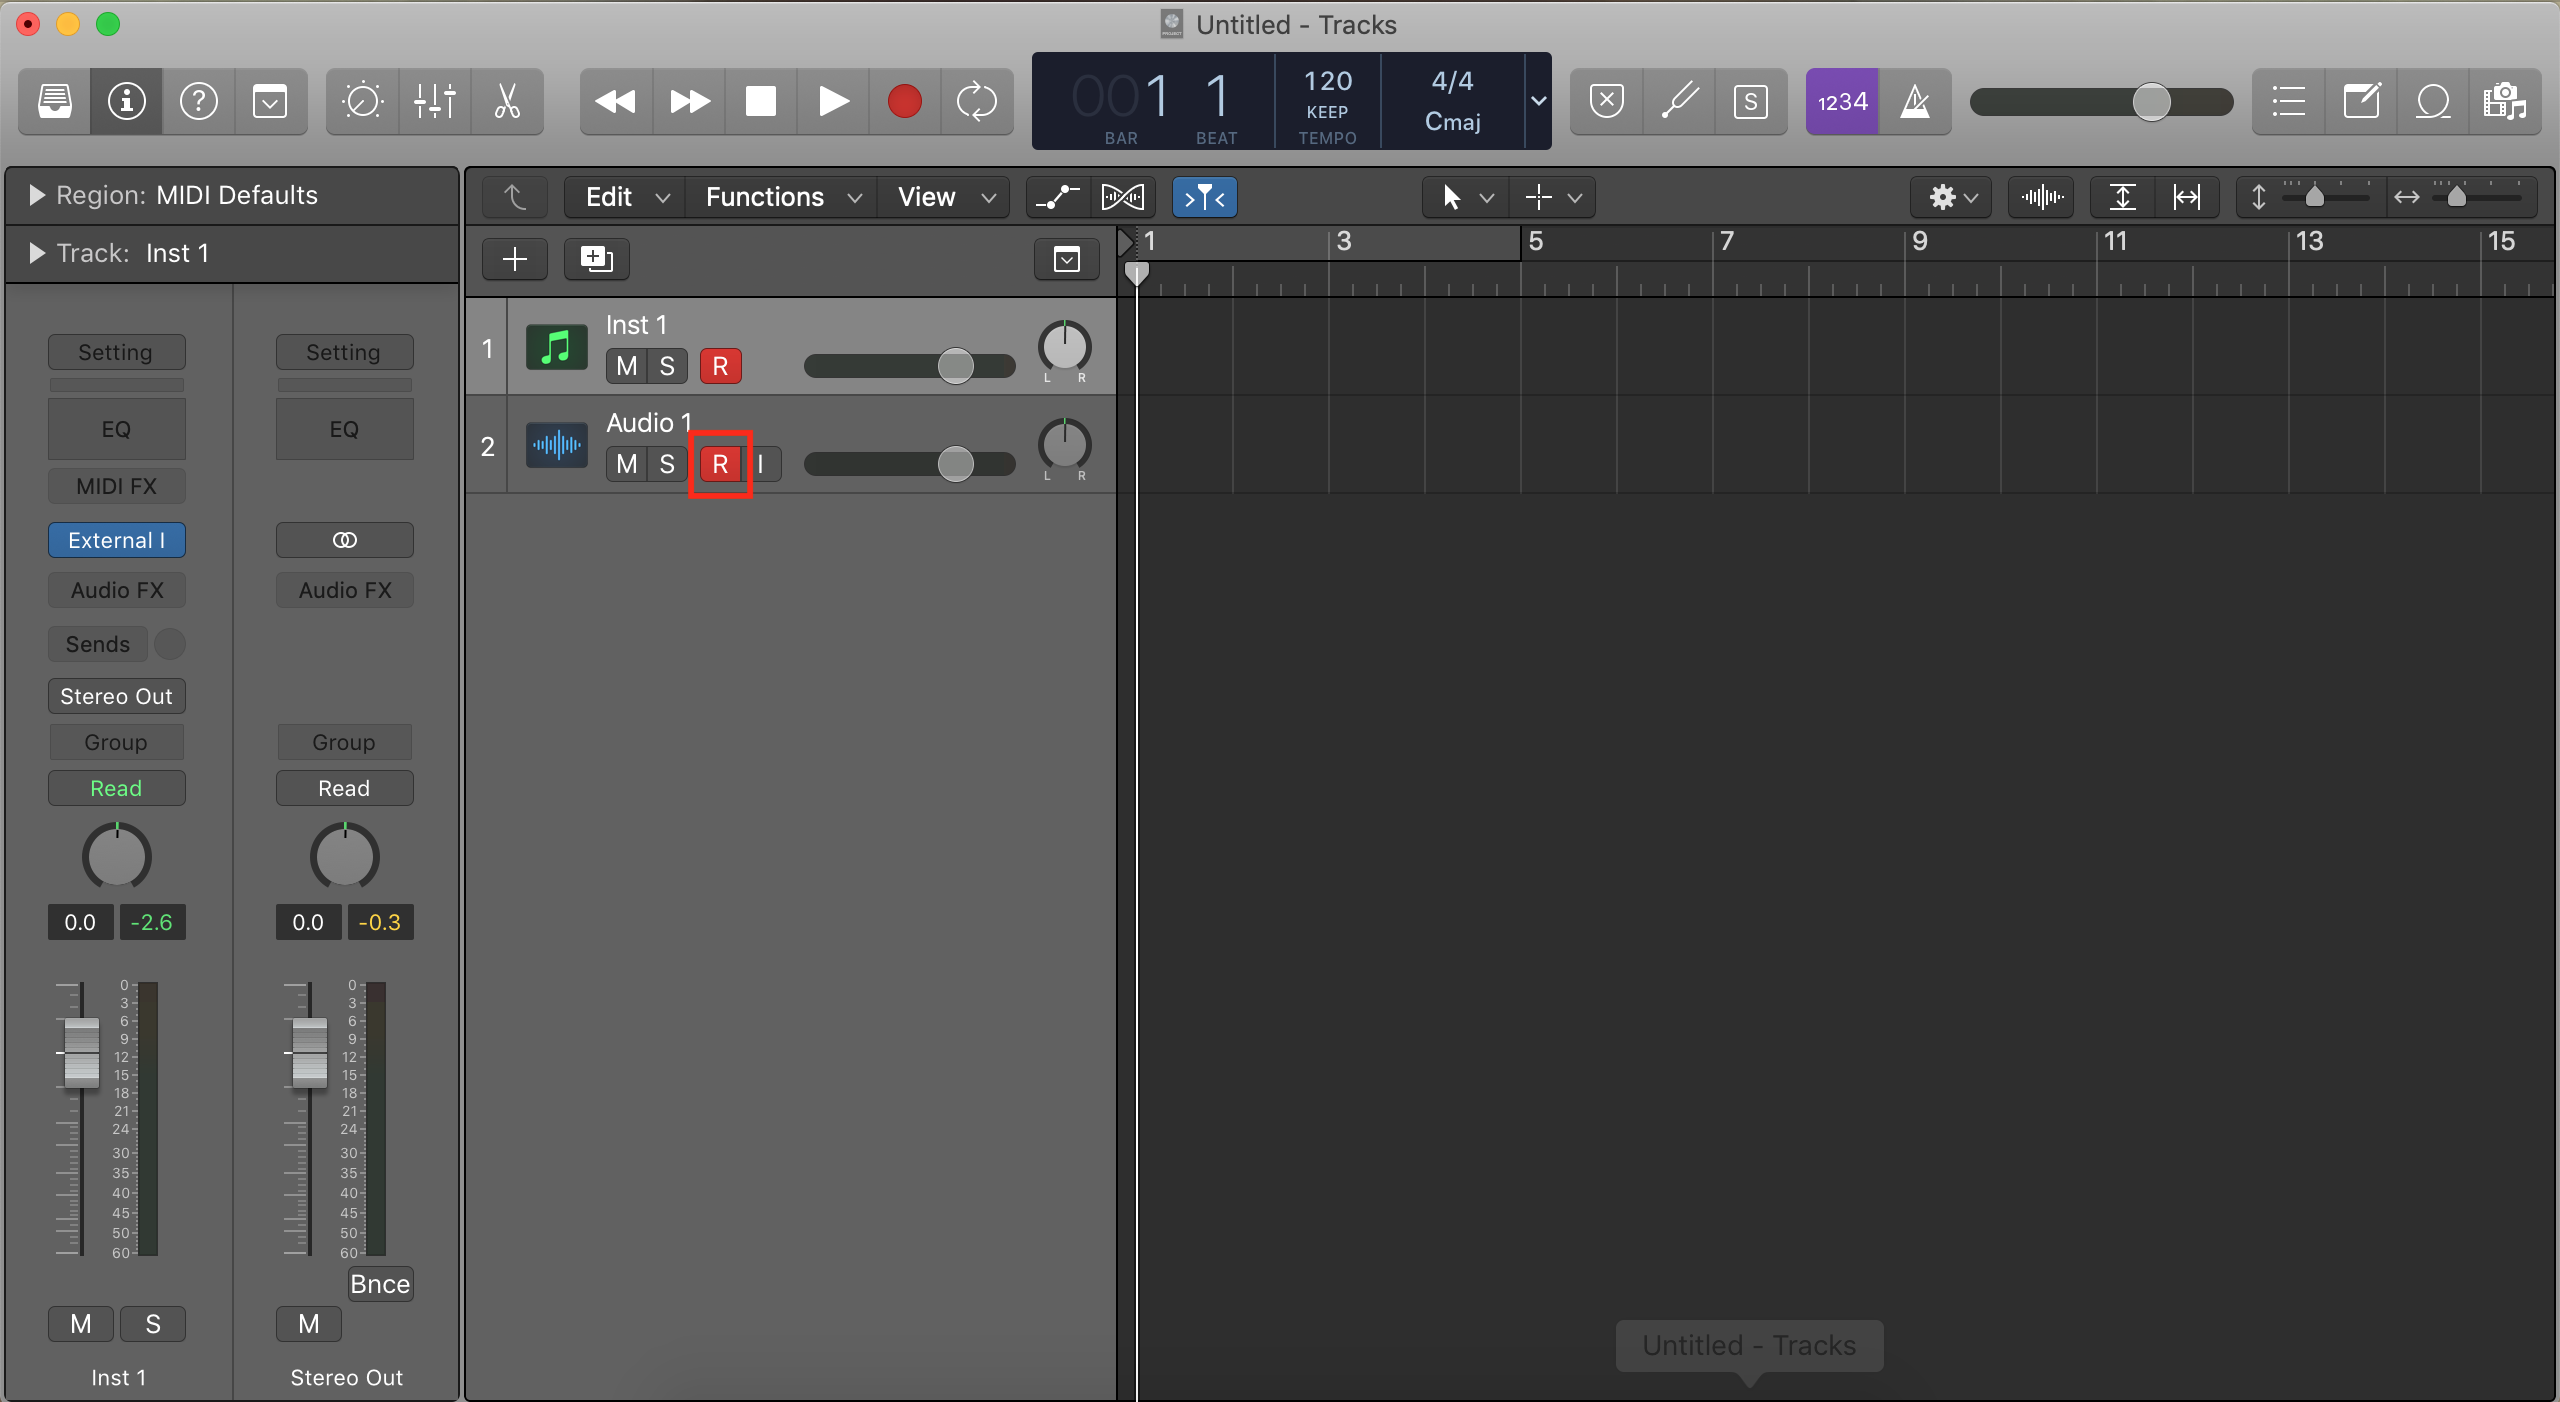 Untitled - Tracks
001 1
BAR BEAT
120
KEEP
TEMPO
4/4
Cmaj
S
1234
Region: MIDI Defaults
Track: Inst 1
Edit Functions View
1 3 5 7 9 11 13 15
1
Inst 1
M S R
L R
2
Audio 1
M S R I
L R
Setting
EQ
MIDI FX
External I
Audio FX
Sends
Stereo Out
Group
Read
0.0 -2.6
0
3
6
9
12
15
18
21
24
30
35
40
45
50
60
M S
Inst 1
Setting
EQ
Audio FX
Group
Read
0.0 -0.3
0
3
6
9
12
15
18
21
24
30
35
40
45
50
60
Bnce
M
Stereo Out
Untitled - Tracks